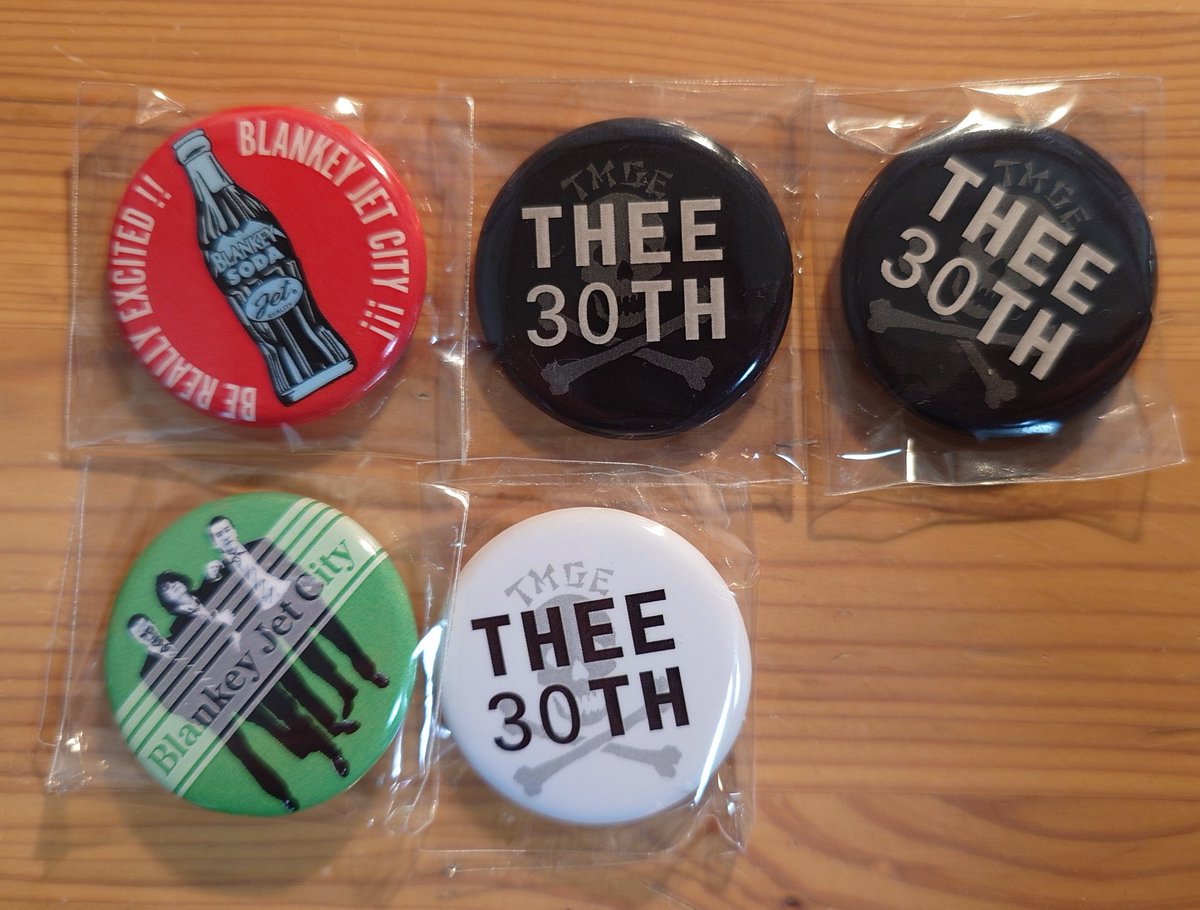 BLANKEY JET CITY !!!
BE REALLY EXCITED !!
BLANKEY
SODA
Jet
TMGE
THEE
30TH
TMGE
THEE
30TH
Blankey Jet City
TMGE
THEE
30TH